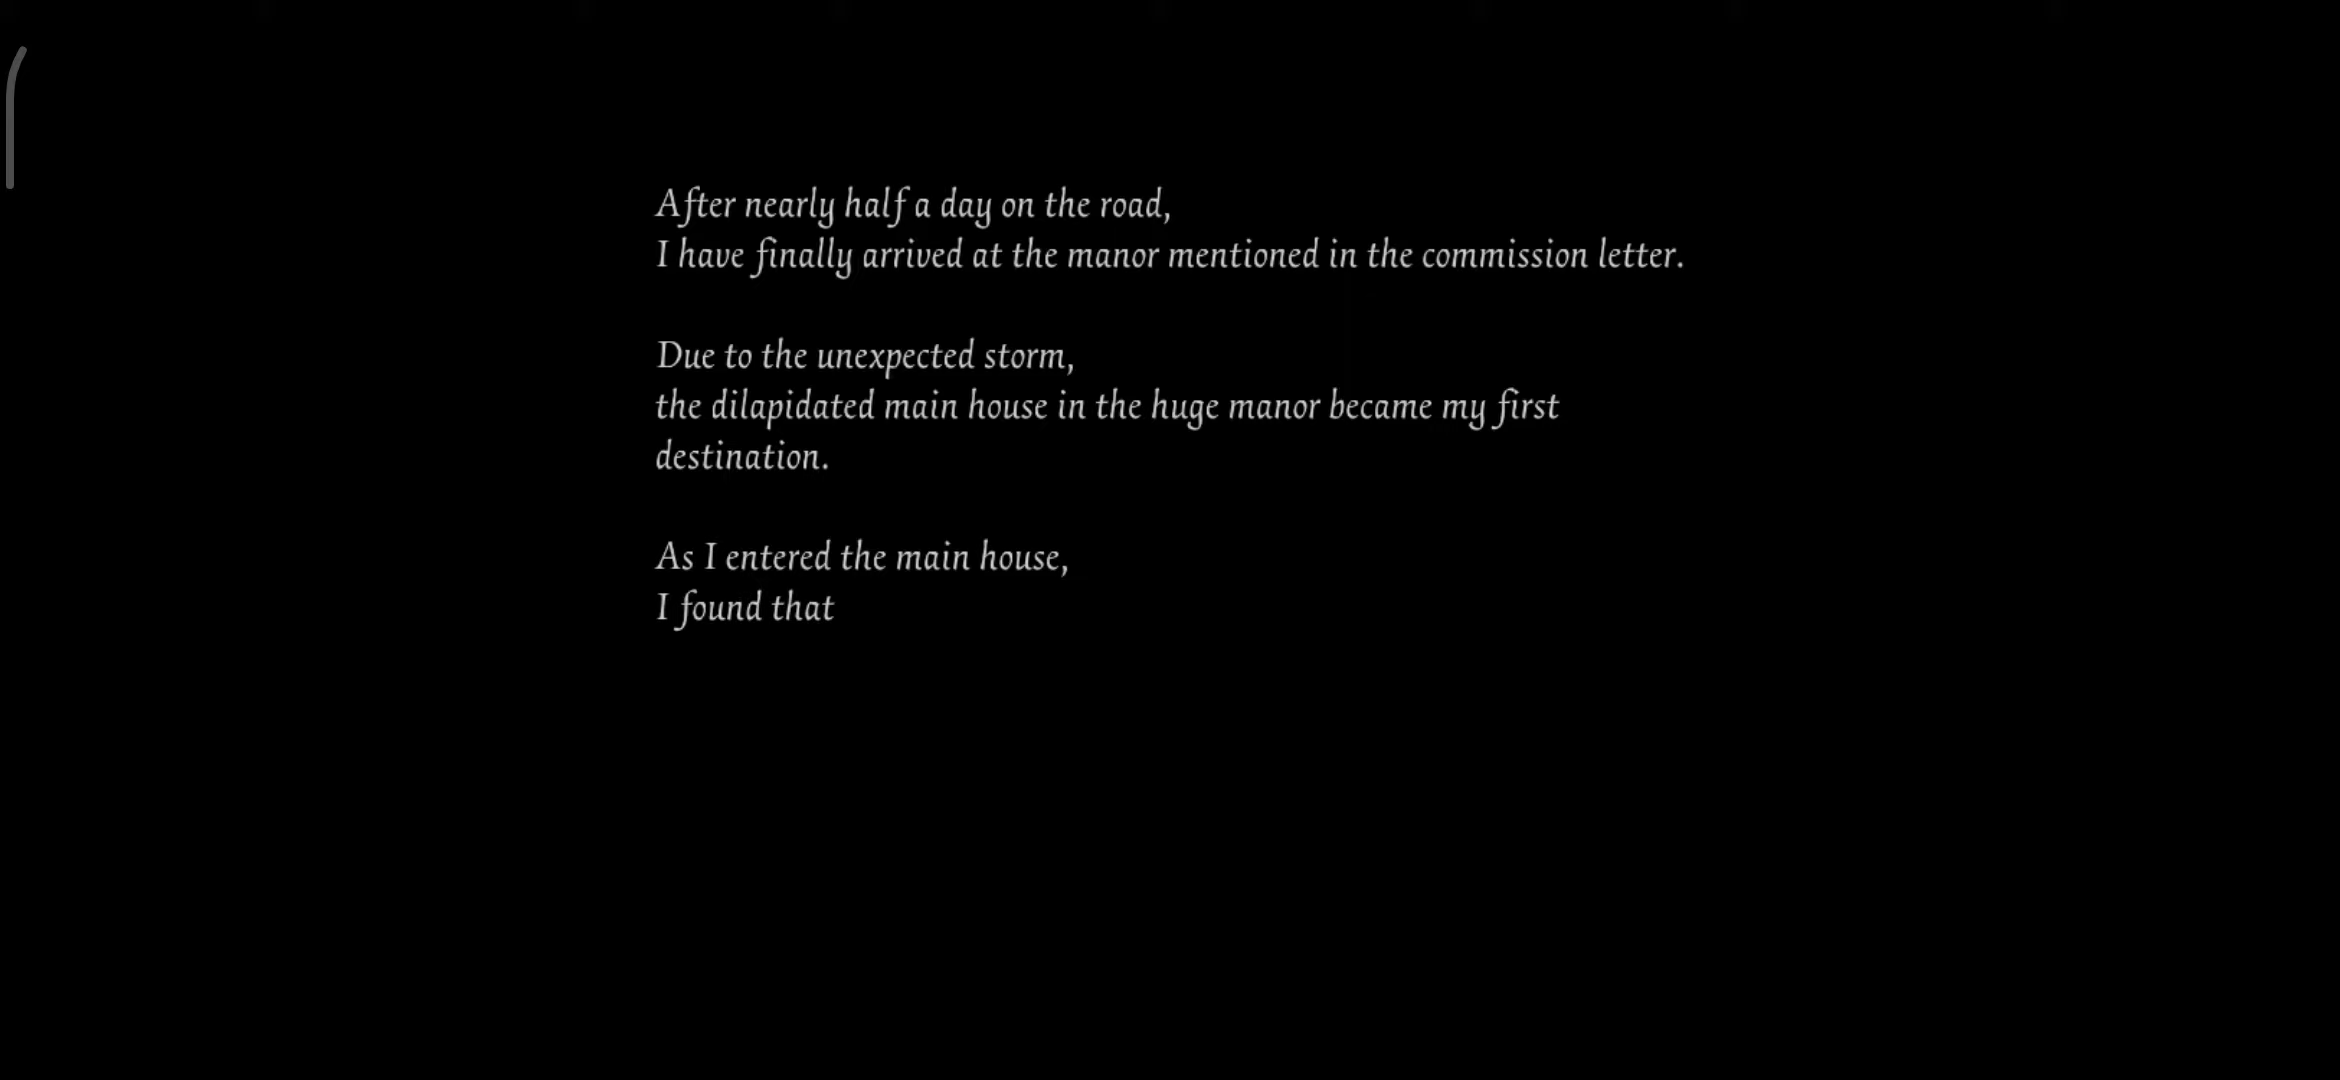 After nearly half a day on the road,
I have finally arrived at the manor mentioned in the commission letter.
Due to the unexpected storm,
the dilapidated main house in the huge manor became my first
destination.
As I entered the main house,
I found that